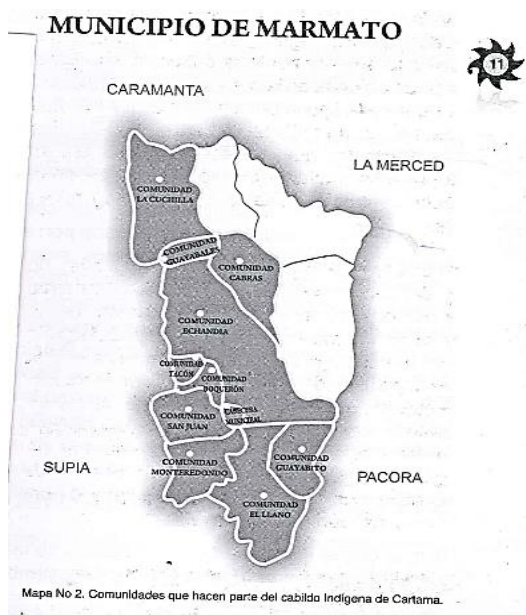 MUNICIPIO DE MARMATO
11
CARAMANTA
LA MERCED
COMUNIDAD
LA CUCHILLA
COMUNIDAD
GUAYABALES
COMUNIDAD
CABRAS
COMUNIDAD
ECHANDIA
COMUNIDAD
TACÓN
COMUNIDAD
BOQUERÓN
CABECERA
MUNICIPAL
COMUNIDAD
SAN JUAN
COMUNIDAD
MONTEREDONDO
COMUNIDAD
GUAYABITO
SUPIA
PACORA
COMUNIDAD
EL LLANO
Mapa No 2. Comunidades que hacen parte del cabildo Indígena de Cartama.